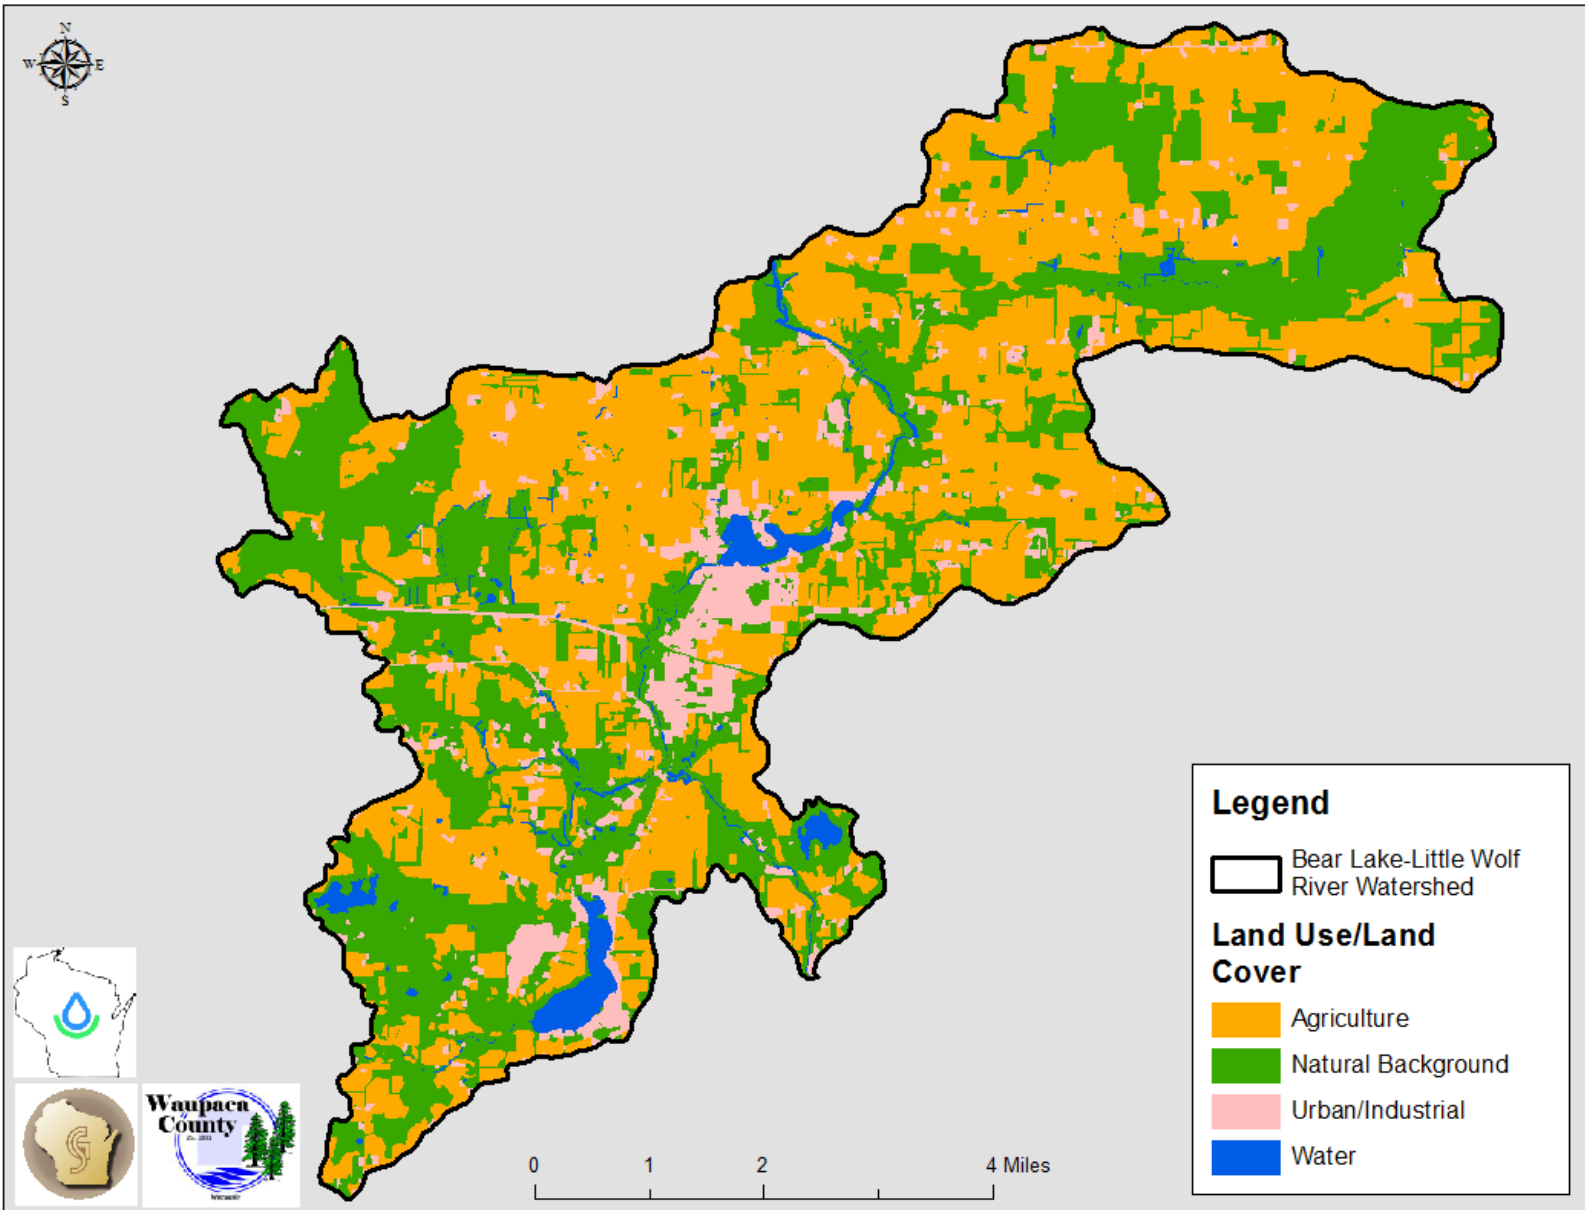 N
W E
S
Legend
Bear Lake-Little Wolf
River Watershed
Land Use/Land
Cover
Agriculture
Natural Background
Urban/Industrial
Water
Waupaca
County
Wisconsin
0 1 2 4 Miles